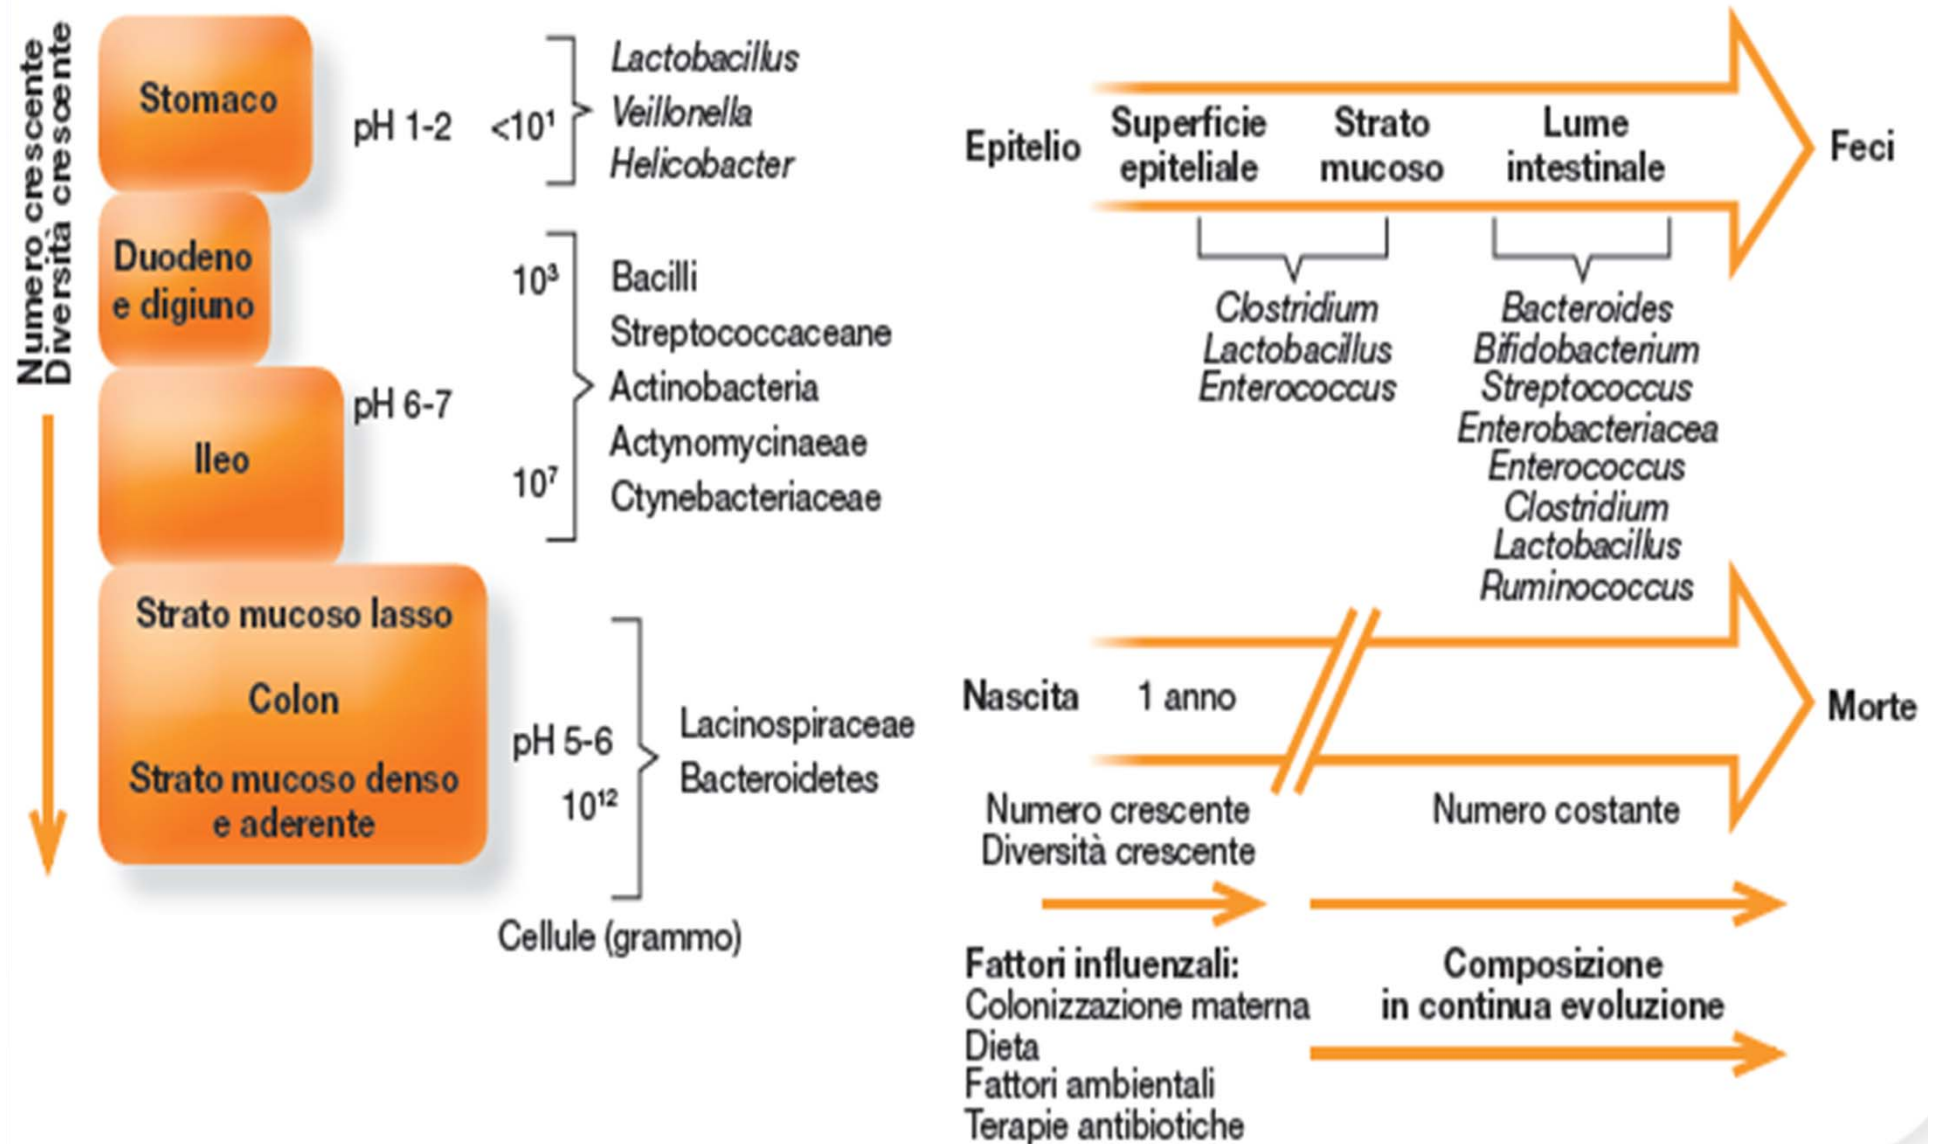 Numero crescente
Diversità crescente
Stomaco
pH 1-2
<10¹
Lactobacillus
Veillonella
Helicobacter
Duodeno
e digiuno
10³
Bacilli
Streptococcaceane
Actinobacteria
Actynomycinaeae
Ctynebacteriaceae
pH 6-7
Ileo
10⁷
Strato mucoso lasso
Colon
Strato mucoso denso
e aderente
pH 5-6
10¹²
Lacinospiraceae
Bacteroidetes
Cellule (grammo)
Epitelio
Superficie
epiteliale
Strato
mucoso
Lume
intestinale
Feci
Clostridium
Lactobacillus
Enterococcus
Bacteroides
Bifidobacterium
Streptococcus
Enterobacteriacea
Enterococcus
Clostridium
Lactobacillus
Ruminococcus
Nascita
1 anno
Morte
Numero crescente
Diversità crescente
Numero costante
Fattori influenzali:
Colonizzazione materna
Dieta
Fattori ambientali
Terapie antibiotiche
Composizione
in continua evoluzione